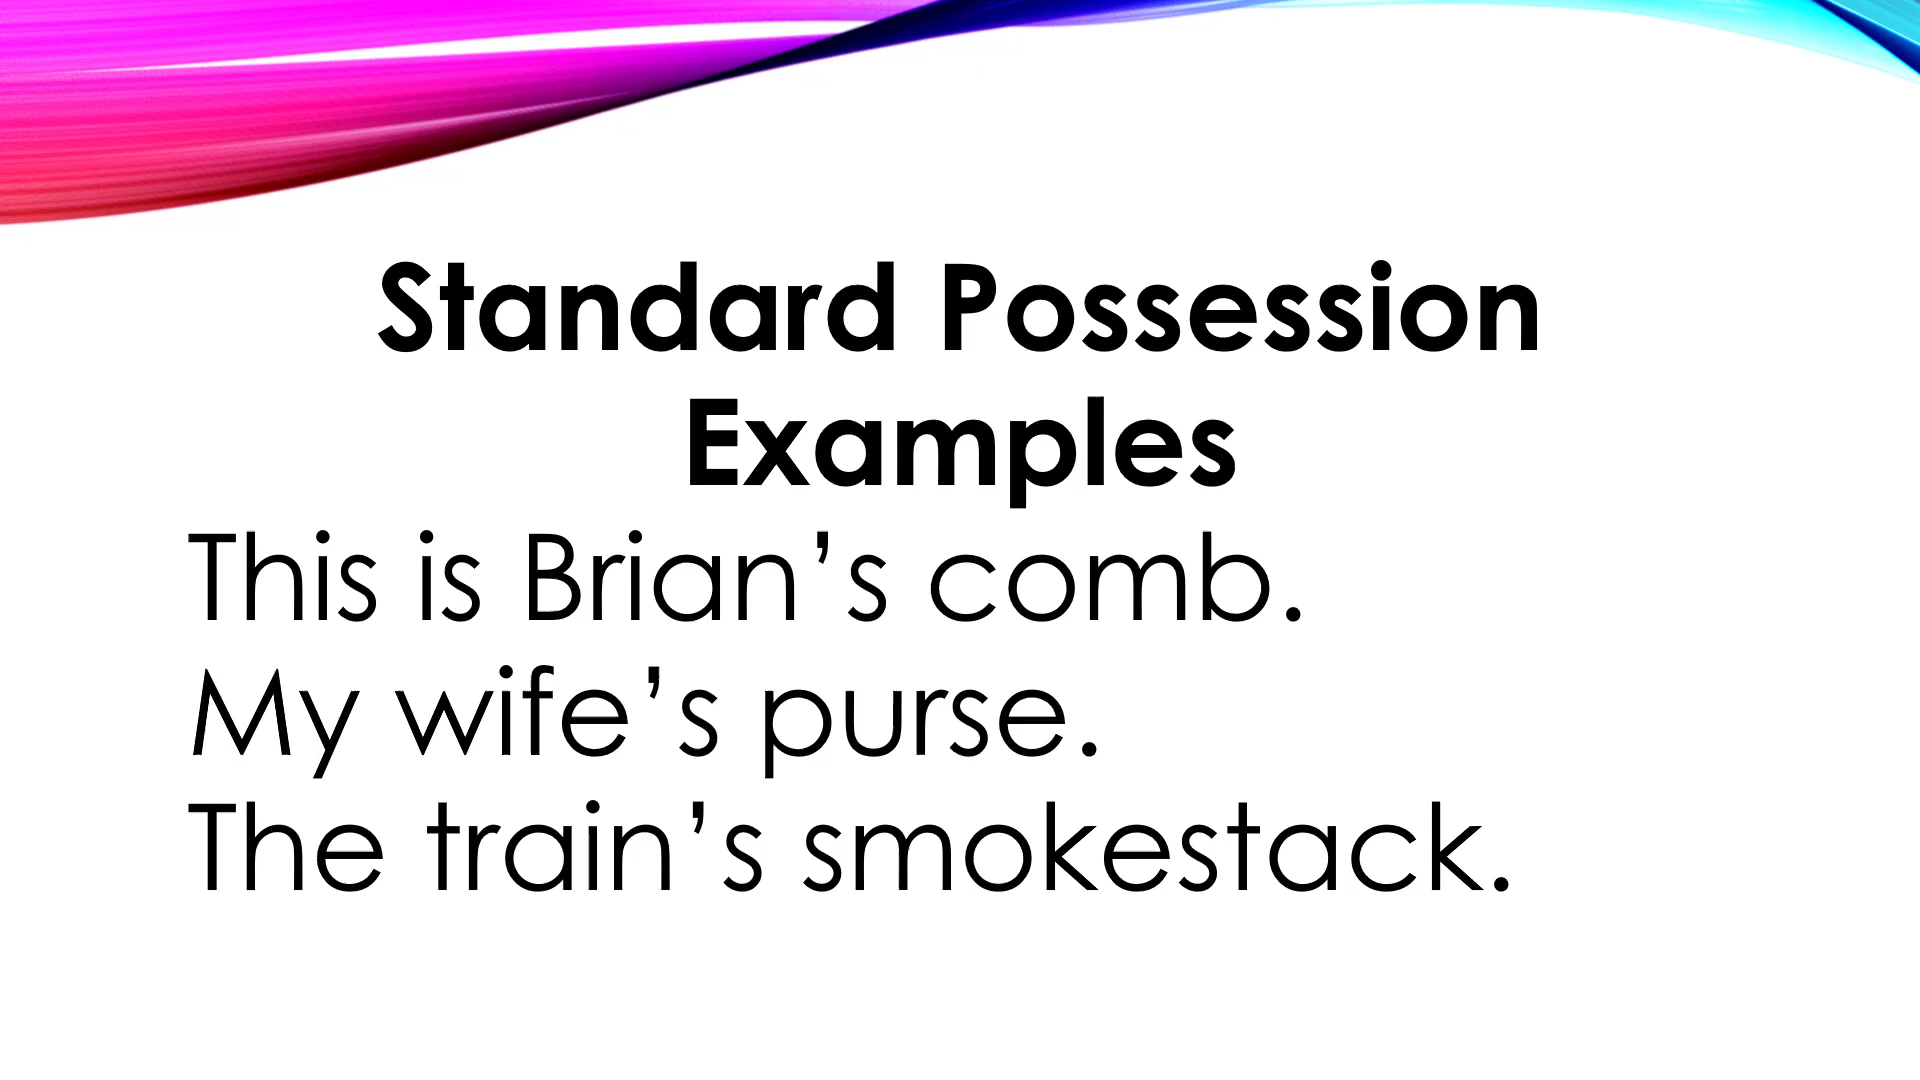 Standard Possession
Examples
This is Brian’s comb.
My wife’s purse.
The train’s smokestack.